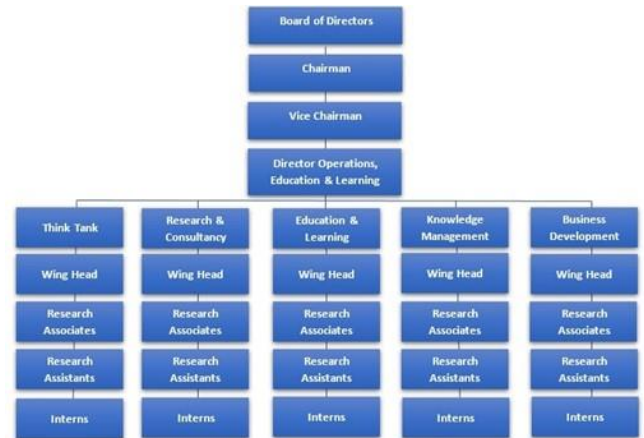 Board of Directors
Chairman
Vice Chairman
Director Operations,
Education & Learning
Think Tank
Research &
Consultancy
Education &
Learning
Knowledge
Management
Business
Development
Wing Head
Wing Head
Wing Head
Wing Head
Wing Head
Research
Associates
Research
Associates
Research
Associates
Research
Associates
Research
Associates
Research
Assistants
Research
Assistants
Research
Assistants
Research
Assistants
Research
Assistants
Interns
Interns
Interns
Interns
Interns